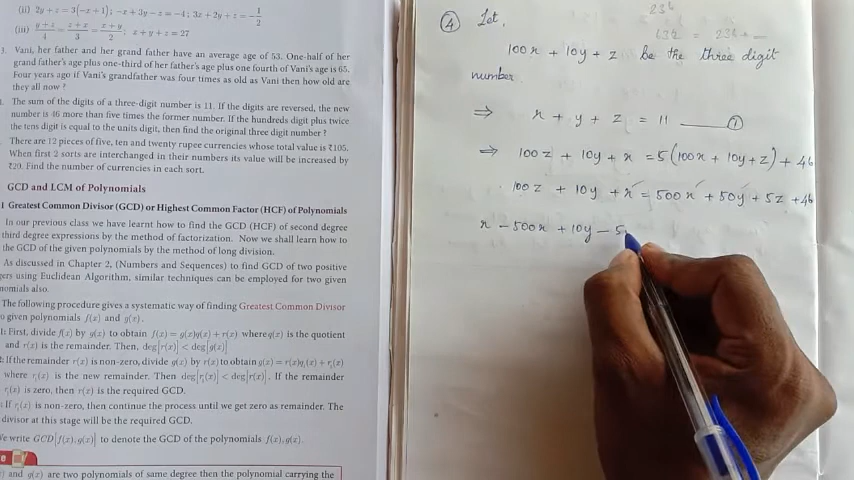 (ii) 2y + z = 3(-x + 1); -x + 3y - z = -4; 3x + 2y + z = -1/2
(iii) (y+z)/4 = (z+x)/3 = (x+y)/2; x + y + z = 27
3. Vani, her father and her grand father have an average age of 53. One-half of her
grand father's age plus one-third of her father's age plus one fourth of Vani's age is 65.
Four years ago if Vani's grandfather was four times as old as Vani then how old are
they all now ?
The sum of the digits of a three-digit number is 11. If the digits are reversed, the new
number is 46 more than five times the former number. If the hundreds digit plus twice
the tens digit is equal to the units digit, then find the original three digit number ?
There are 12 pieces of five, ten and twenty rupee currencies whose total value is ₹105.
When first 2 sorts are interchanged in their numbers its value will be increased by
₹20. Find the number of currencies in each sort.
GCD and LCM of Polynomials
1 Greatest Common Divisor (GCD) or Highest Common Factor (HCF) of Polynomials
In our previous class we have learnt how to find the GCD (HCF) of second degree
third degree expressions by the method of factorization. Now we shall learn how to
the GCD of the given polynomials by the method of long division.
As discussed in Chapter 2, (Numbers and Sequences) to find GCD of two positive
gers using Euclidean Algorithm, similar techniques can be employed for two given
nomials also.
The following procedure gives a systematic way of finding Greatest Common Divisor
o given polynomials f(x) and g(x).
1: First, divide f(x) by g(x) to obtain f(x) = g(x)q(x) + r(x) where q(x) is the quotient
and r(x) is the remainder. Then, deg[r(x)] < deg[g(x)]
2: If the remainder r(x) is non-zero, divide g(x) by r(x) to obtain g(x) = r(x)q₁(x) + r₁(x)
where r₁(x) is the new remainder. Then deg[r₁(x)] < deg[r(x)]. If the remainder
r₁(x) is zero, then r(x) is the required GCD.
: If r₁(x) is non-zero, then continue the process until we get zero as remainder. The
divisor at this stage will be the required GCD.
We write GCD[f(x), g(x)] to denote the GCD of the polynomials f(x), g(x).
and g(x) are two polynomials of same degree then the polynomial carrying the
④ Let,
100x + 10y + z be the three digit
number.
⇒ x + y + z = 11 ①
⇒ 100z + 10y + x = 5(100x + 10y + z) + 46
100z + 10y + x = 500x + 50y + 5z + 46
x - 500x + 10y - 5